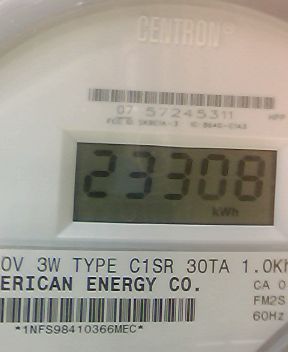 CENTRON®
07 57245311
23308
kWh
0V 3W TYPE C1SR 30TA 1.0K
ERICAN ENERGY CO.
CA 0
FM2S
60Hz
*1NFS98410366MEC*